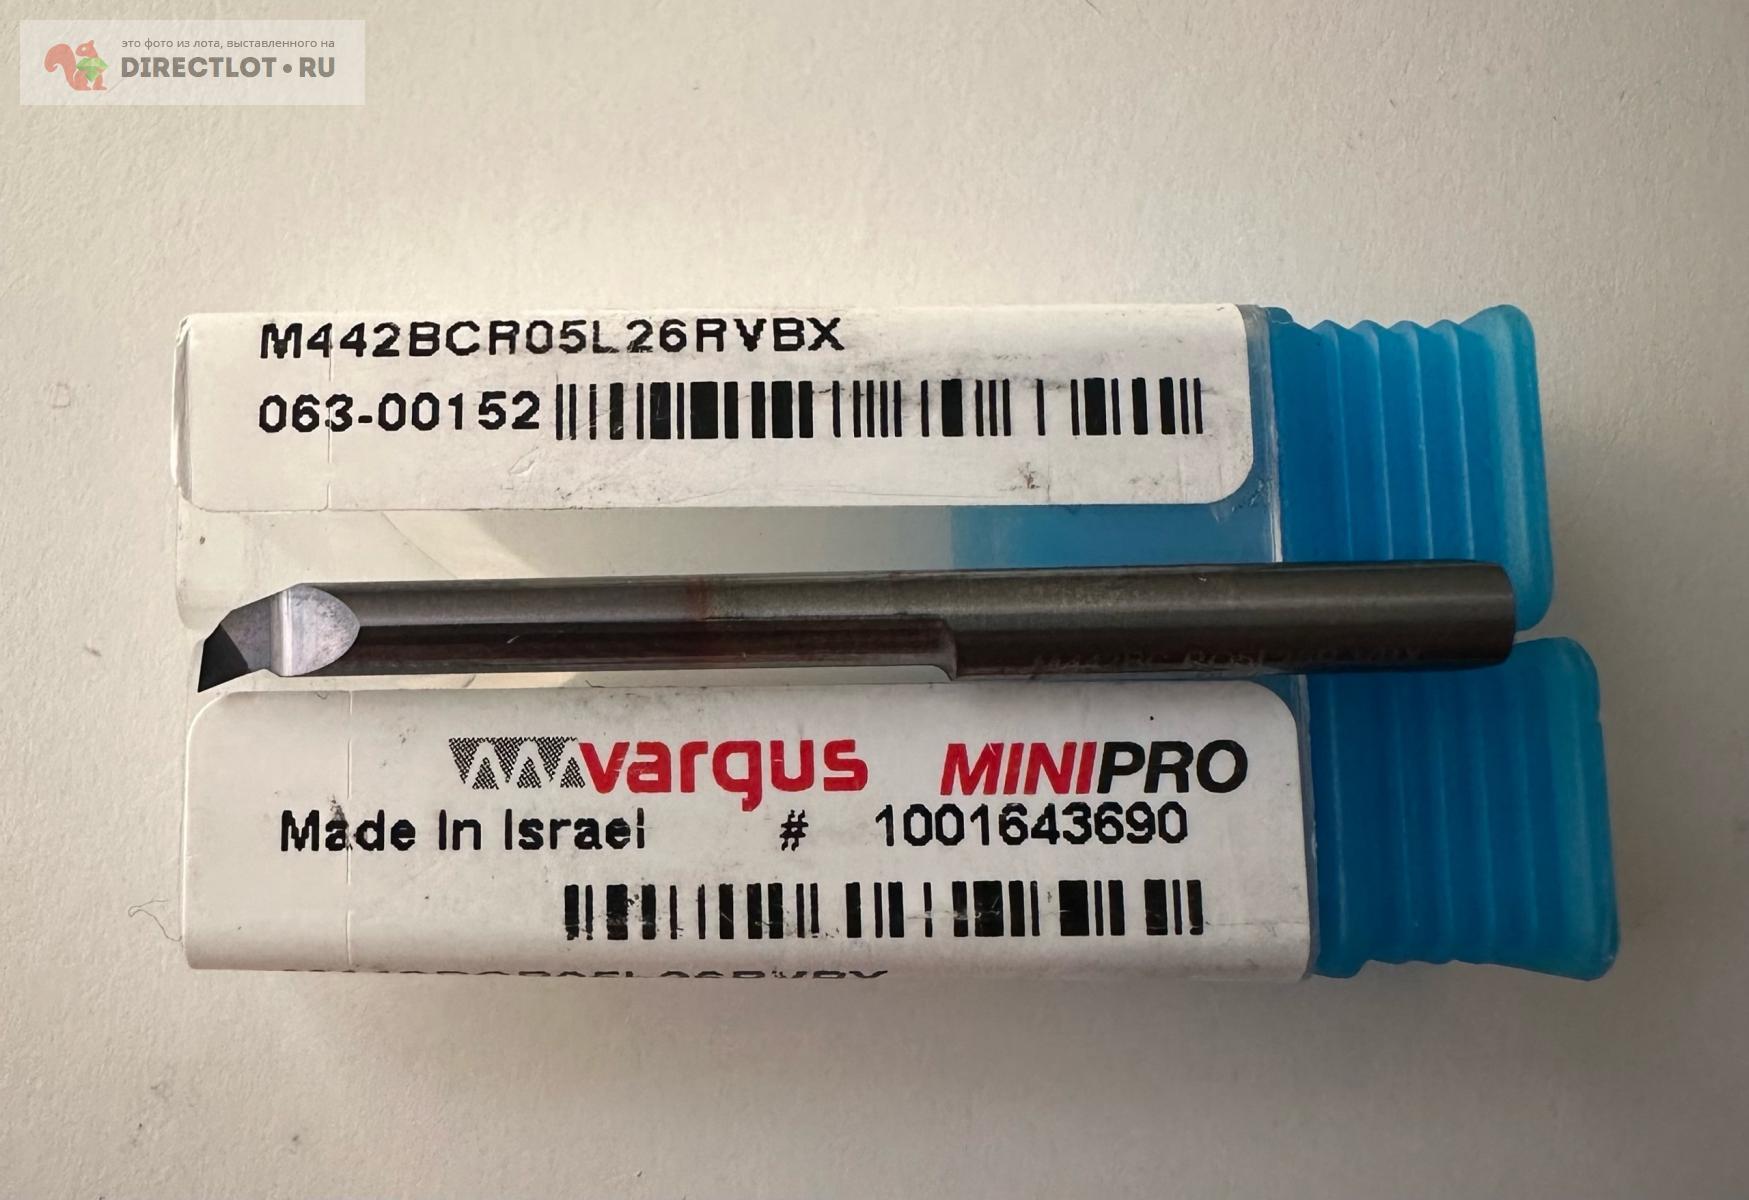 это фото из лота, выставленного на
DIRECTLOT•RU
M442BCR05L26RVBX
063-00152
vargus MINIPRO
Made In Israel # 1001643690